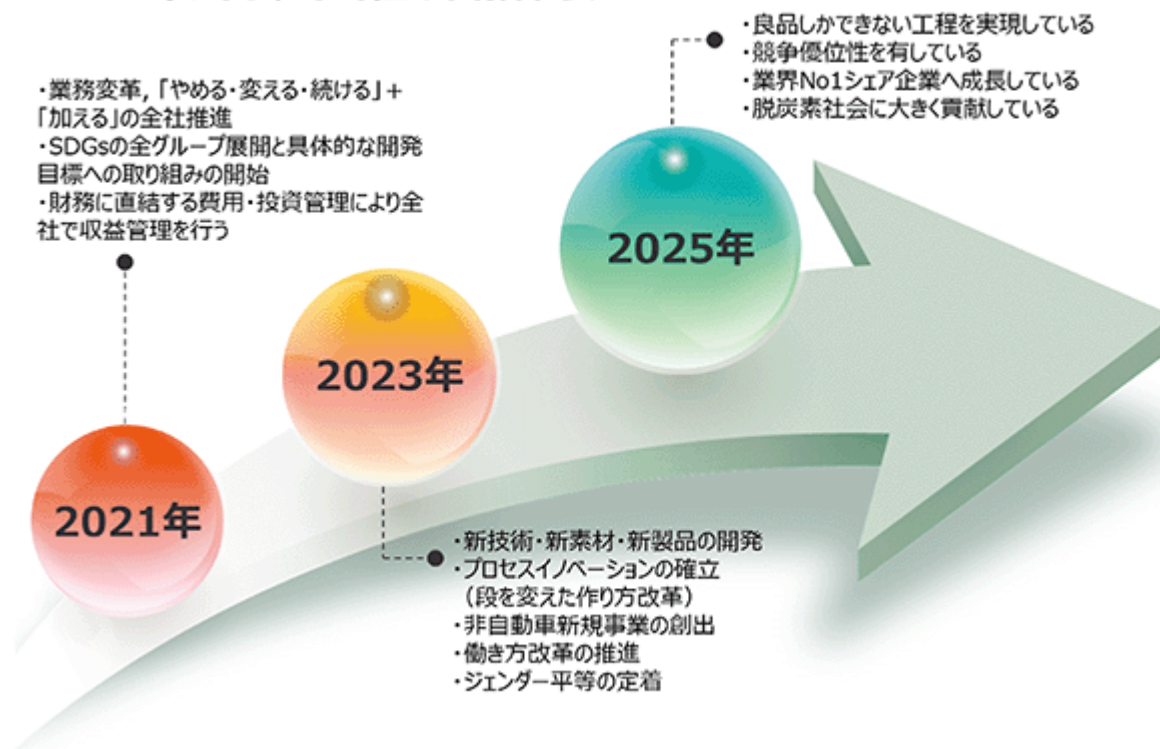 ・業務変革,「やめる・変える・続ける」+
「加える」の全社推進
・SDGsの全グループ展開と具体的な開発
目標への取り組みの開始
・財務に直結する費用・投資管理により全
社で収益管理を行う
2021年
2023年
・新技術・新素材・新製品の開発
・プロセスイノベーションの確立
（段を変えた作り方改革）
・非自動車新規事業の創出
・働き方改革の推進
・ジェンダー平等の定着
2025年
・良品しかできない工程を実現している
・競争優位性を有している
・業界No1シェア企業へ成長している
・脱炭素社会に大きく貢献している